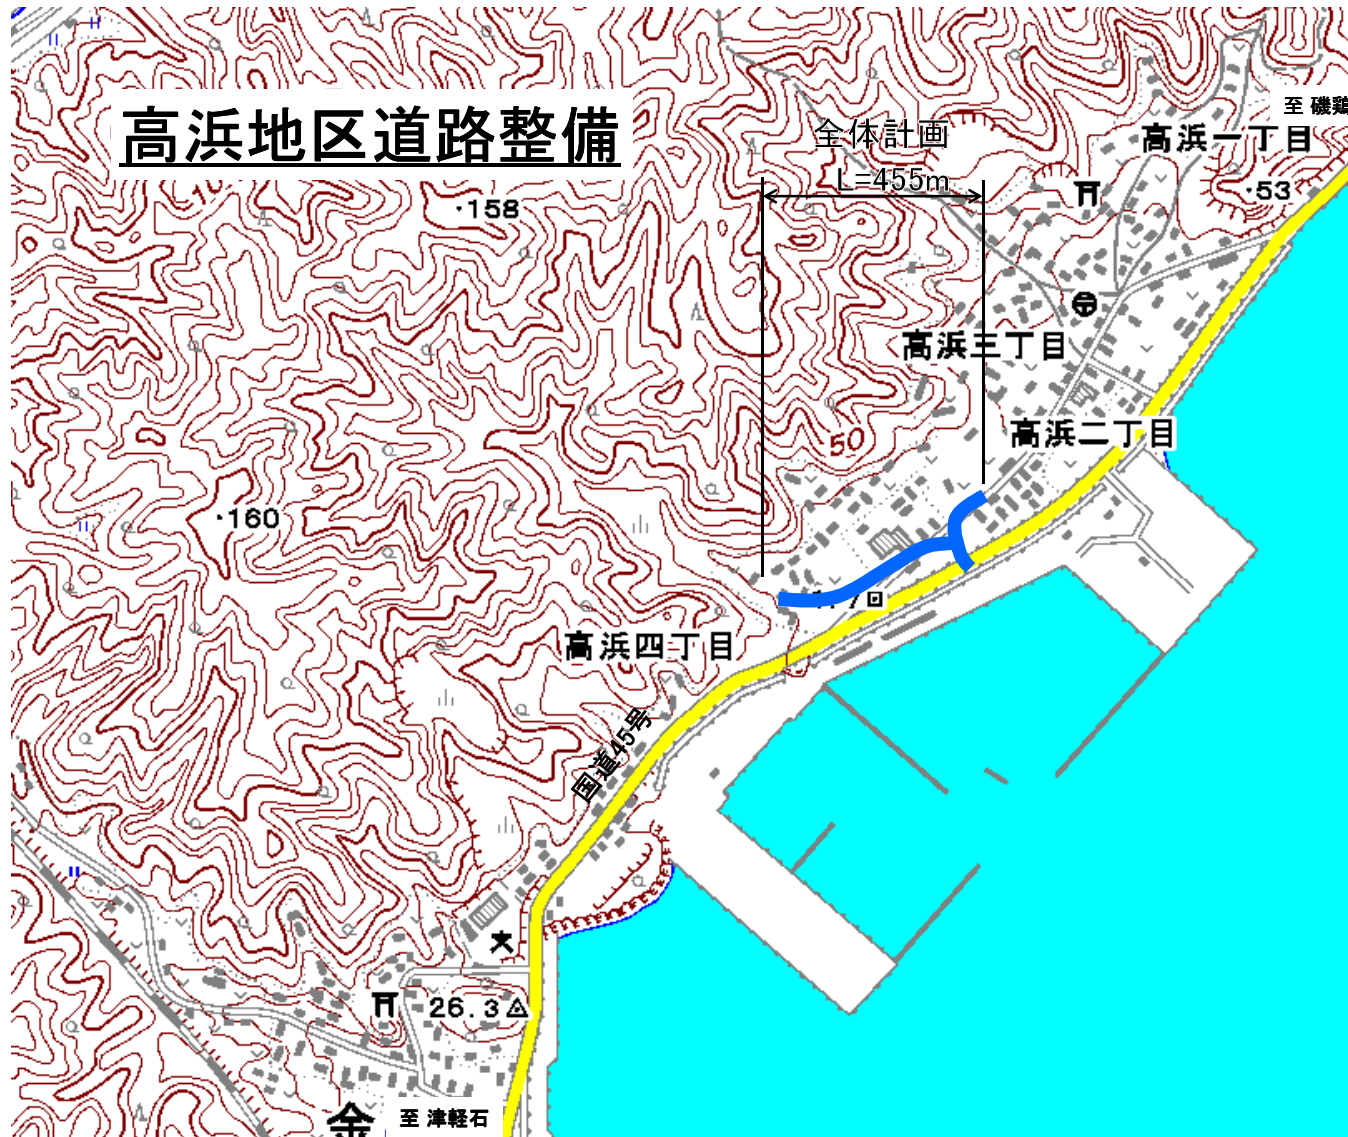 高浜地区道路整備
全体計画
L=455m
至 磯鶏
高浜一丁目
・53
・158
高浜三丁目
高浜二丁目
50
・160
高浜四丁目
国道45号
26.3
金
至 津軽石